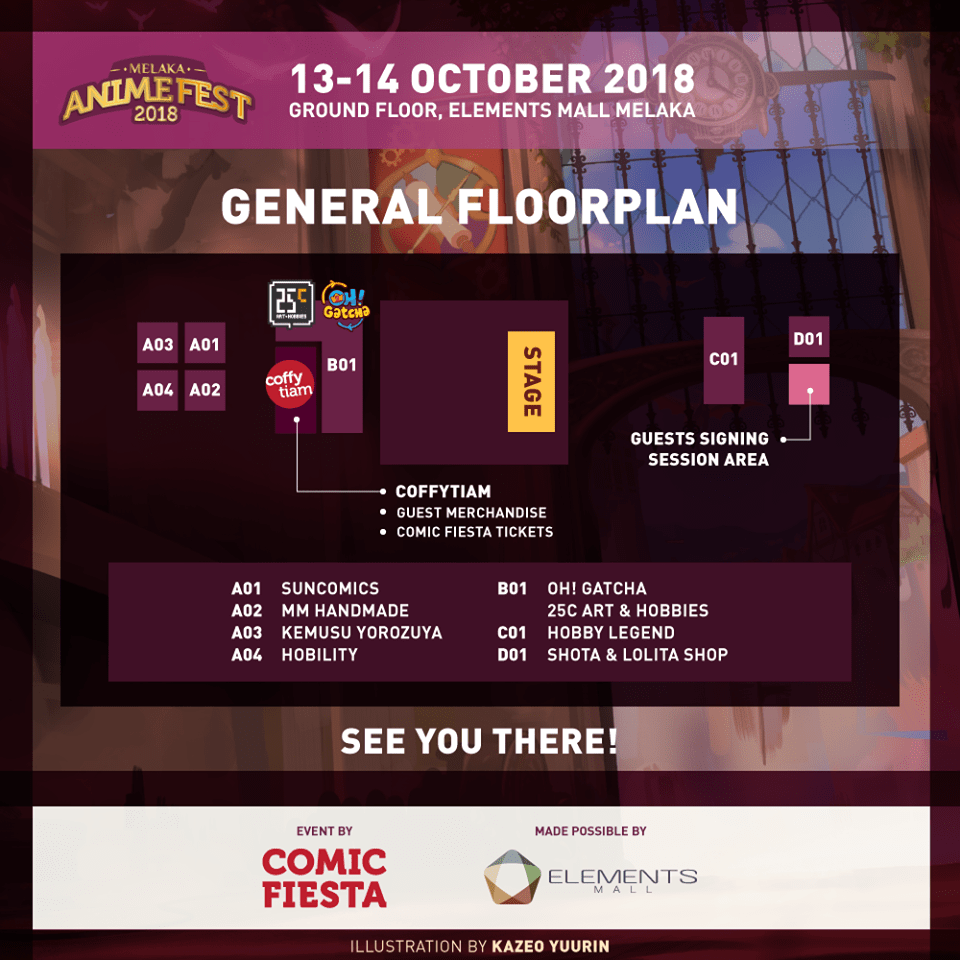 MELAKA
ANIME FEST
2018
13-14 OCTOBER 2018
GROUND FLOOR, ELEMENTS MALL MELAKA
GENERAL FLOORPLAN
25C
ART+HOBBIES
OH!
Gatcha
A03 A01
A04 A02
coffy
tiam
B01
STAGE
C01
D01
GUESTS SIGNING
SESSION AREA
COFFYTIAM
GUEST MERCHANDISE
COMIC FIESTA TICKETS
A01 SUNCOMICS
A02 MM HANDMADE
A03 KEMUSU YOROZUYA
A04 HOBILITY
B01 OH! GATCHA
25C ART & HOBBIES
C01 HOBBY LEGEND
D01 SHOTA & LOLITA SHOP
SEE YOU THERE!
EVENT BY
COMIC
FIESTA
MADE POSSIBLE BY
ELEMENTS
MALL
ILLUSTRATION BY KAZEO YUURIN